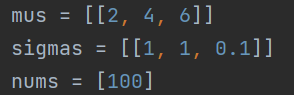 mus = [[2, 4, 6]]
sigmas = [[1, 1, 0.1]]
nums = [100]